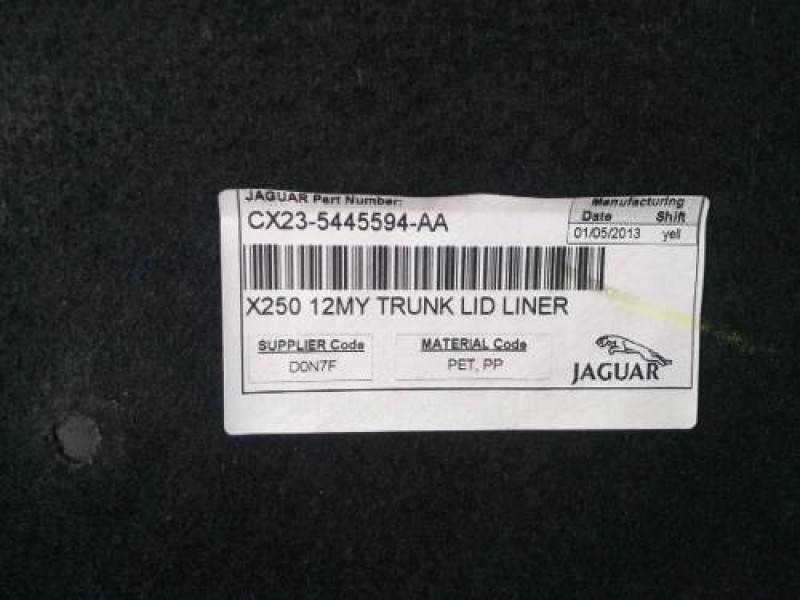 JAGUAR Part Number:
CX23-5445594-AA
Manufacturing
Date Shift
01/05/2013 yell
X250 12MY TRUNK LID LINER
SUPPLIER Code
D0N7F
MATERIAL Code
PET, PP
JAGUAR